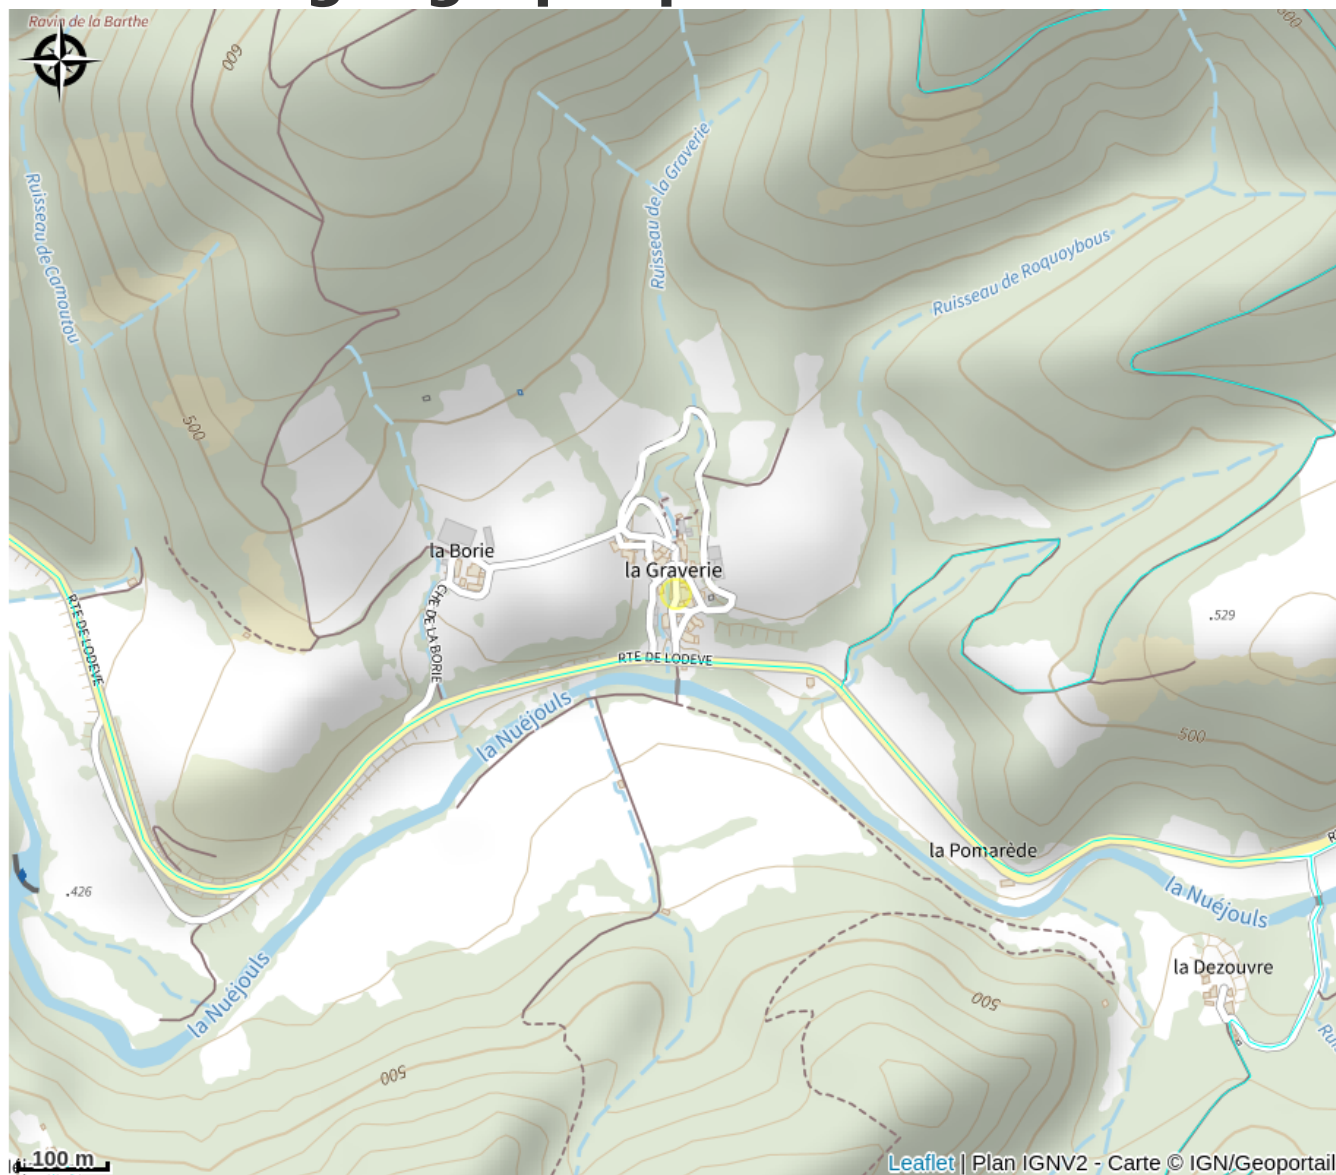 Ravin de la Barthe
600
600
Ruisseau de la Graverie
Ruisseau de Camoutou
Ruisseau de Roquoybous
500
la Borie
la Graverie
CHE DE LA BORIE
RTE DE LODEVE
RTE DE LODEVE
.529
la Nuéjouls
500
la Pomarède
.426
la Nuéjouls
la Nuéjouls
la Dezouvre
500
500
100 m
Leaflet | Plan IGNV2 - Carte © IGN/Geoportail